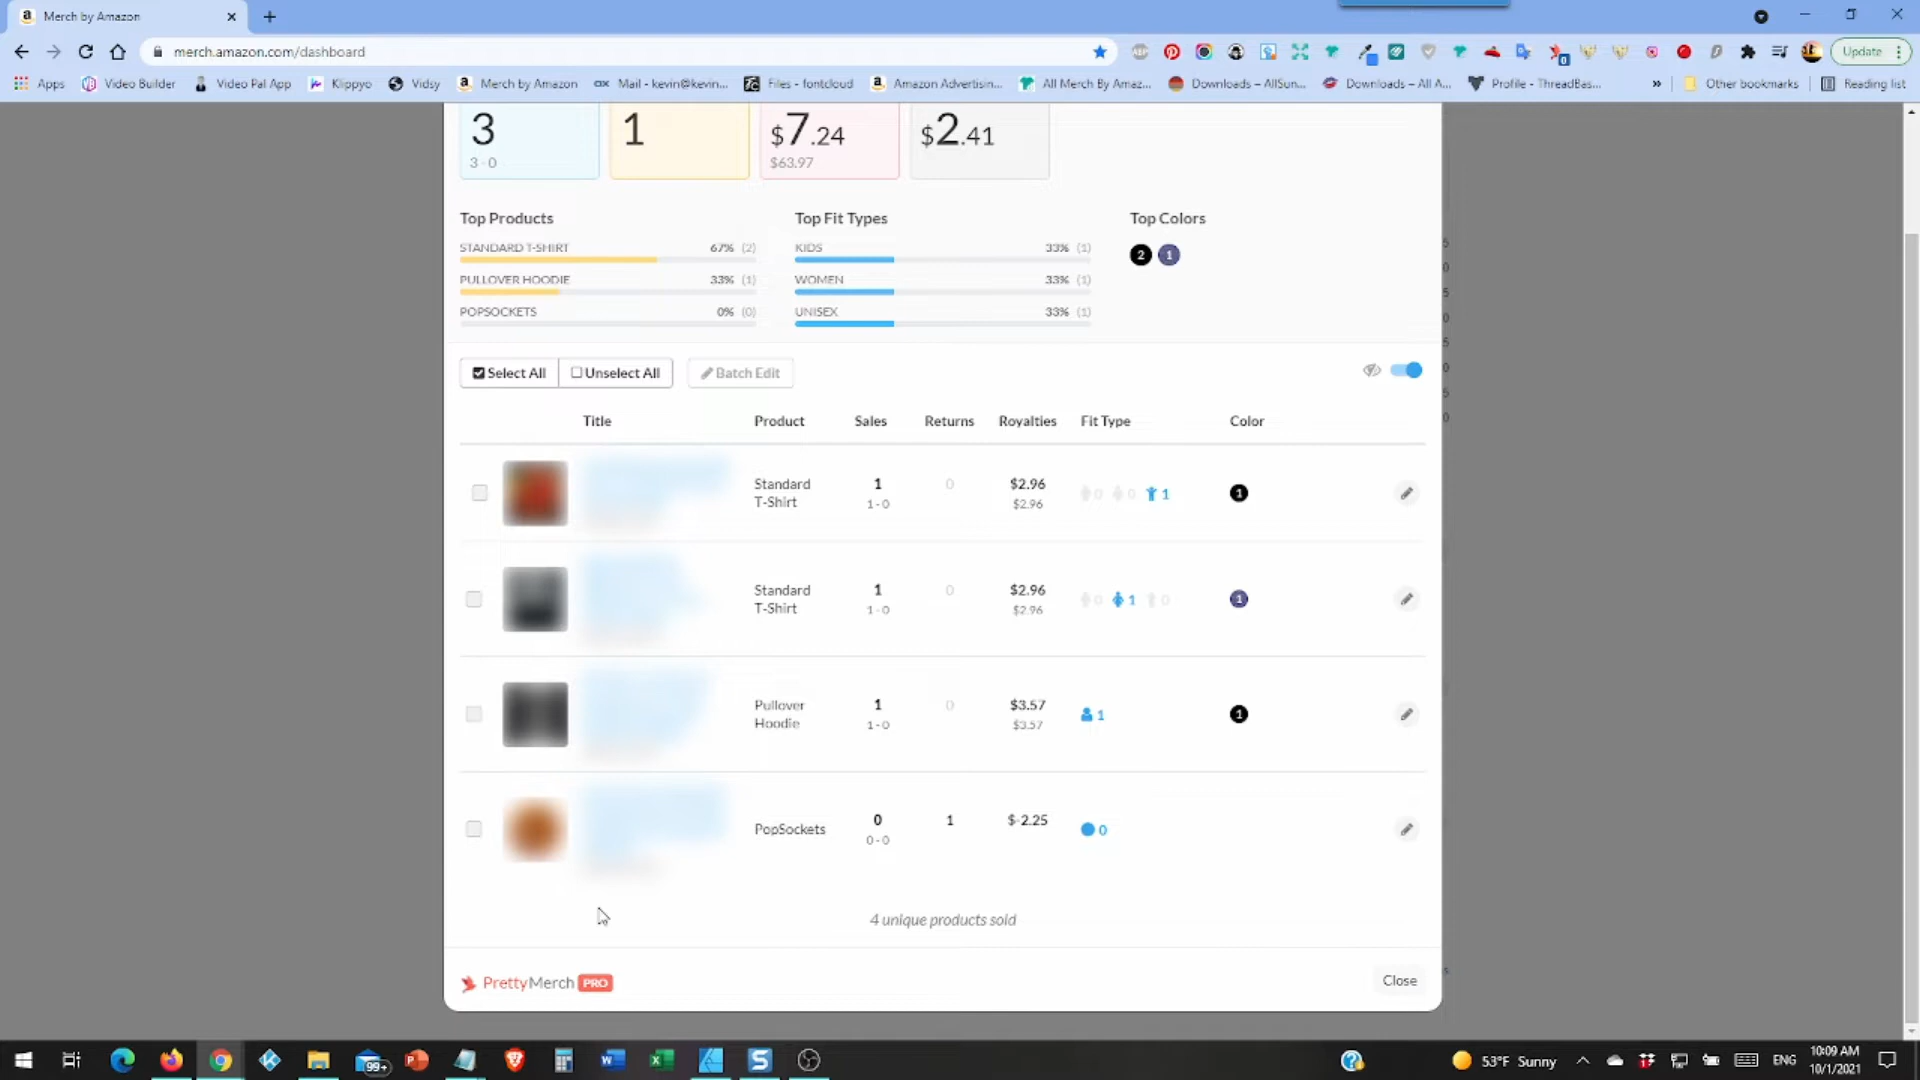 Merch by Amazon
merch.amazon.com/dashboard
Update
Apps
Video Builder
Video Pal App
Klippyo
Vidsy
Merch by Amazon
Mail - kevin@kevin...
Files - fontcloud
Amazon Advertisin...
All Merch By Amaz...
Downloads – AllSun...
Downloads – All A...
Profile - ThreadBas...
»
Other bookmarks
Reading list
3
1
$7.24
$2.41
3 - 0
$63.97
Top Products
Top Fit Types
Top Colors
STANDARD T-SHIRT 67% (2)
KIDS 33% (1)
2 1
PULLOVER HOODIE 33% (1)
WOMEN 33% (1)
POPSOCKETS 0% (0)
UNISEX 33% (1)
Select All
Unselect All
Batch Edit
Title Product Sales Returns Royalties Fit Type Color
Standard T-Shirt 1 0 $2.96 0 0 1 1
1 - 0 $2.96
Standard T-Shirt 1 0 $2.96 0 1 0 1
1 - 0 $2.96
Pullover Hoodie 1 0 $3.57 1 1
1 - 0 $3.57
PopSockets 0 1 $-2.25 0
0 - 0
4 unique products sold
PrettyMerch PRO
Close
99+
53°F Sunny
ENG
10:09 AM
10/1/2021